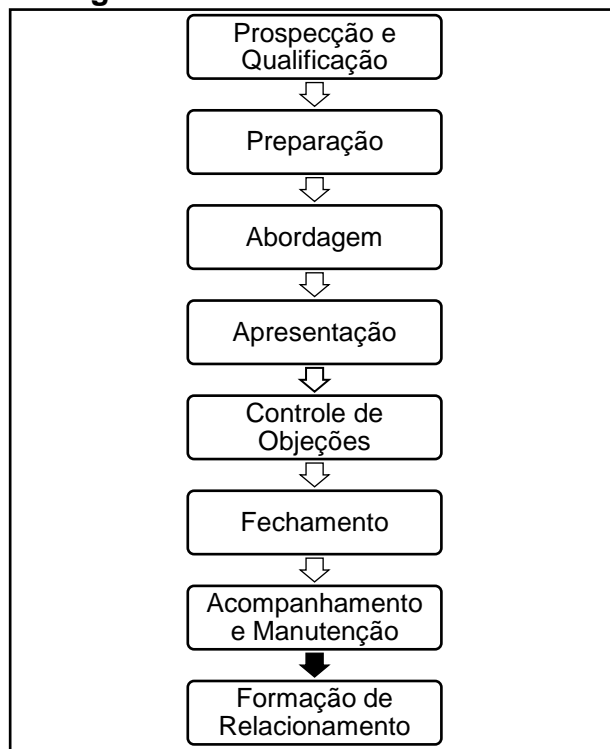 Prospecção e
Qualificação
Preparação
Abordagem
Apresentação
Controle de
Objeções
Fechamento
Acompanhamento
e Manutenção
Formação de
Relacionamento